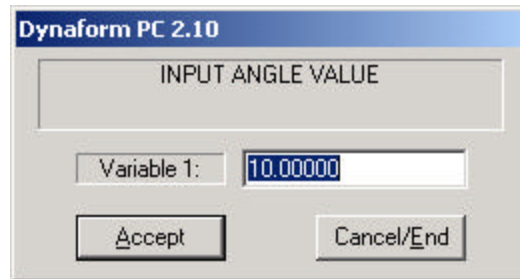 Dynaform PC 2.10
INPUT ANGLE VALUE
Variable 1: 10.00000
Accept Cancel/End